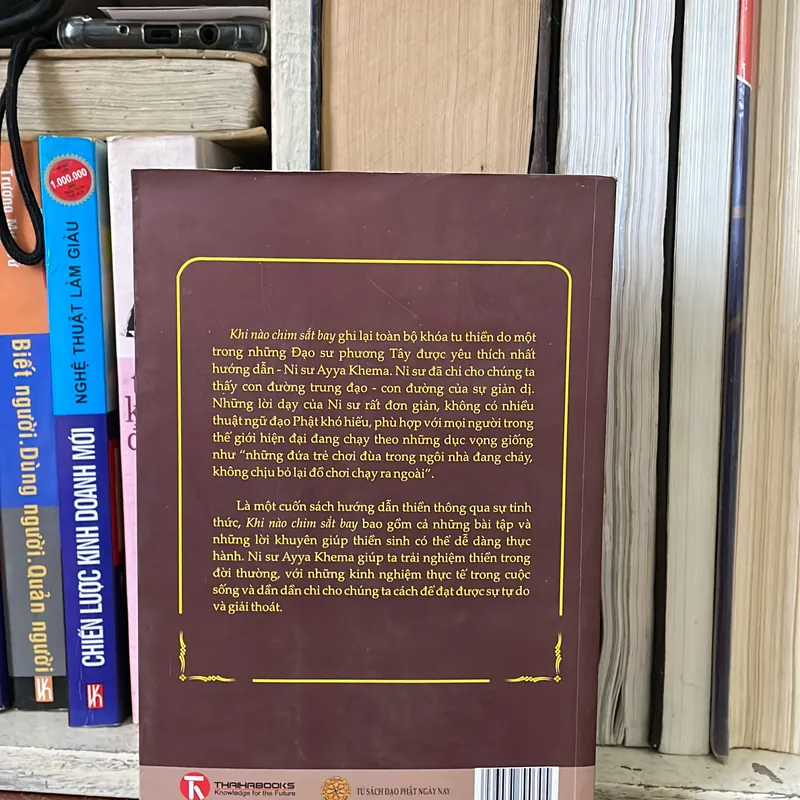 Khi nào chim sắt bay ghi lại toàn bộ khóa tu thiền do một
trong những Đạo sư phương Tây được yêu thích nhất
hướng dẫn - Ni sư Ayya Khema. Ni sư đã chỉ cho chúng ta
thấy con đường trung đạo - con đường của sự giản dị.
Những lời dạy của Ni sư rất đơn giản, không có nhiều
thuật ngữ đạo Phật khó hiểu, phù hợp với mọi người trong
thế giới hiện đại đang chạy theo những dục vọng giống
như “những đứa trẻ chơi đùa trong ngôi nhà đang cháy,
không chịu bỏ lại đồ chơi chạy ra ngoài”.
Là một cuốn sách hướng dẫn thiền thông qua sự tỉnh
thức, Khi nào chim sắt bay bao gồm cả những bài tập và
những lời khuyên giúp thiền sinh có thể dễ dàng thực
hành. Ni sư Ayya Khema giúp ta trải nghiệm thiền trong
đời thường, với những kinh nghiệm thực tế trong cuộc
sống và dần dần chỉ cho chúng ta cách để đạt được sự tự do
và giải thoát.
THAIHABOOKS
Knowledge for the Future
TỦ SÁCH ĐẠO PHẬT NGÀY NAY
Biết người.Dùng người.Quản người
1.000.000
NGHỆ THUẬT LÀM GIÀU
CHIẾN LƯỢC KINH DOANH MỚI